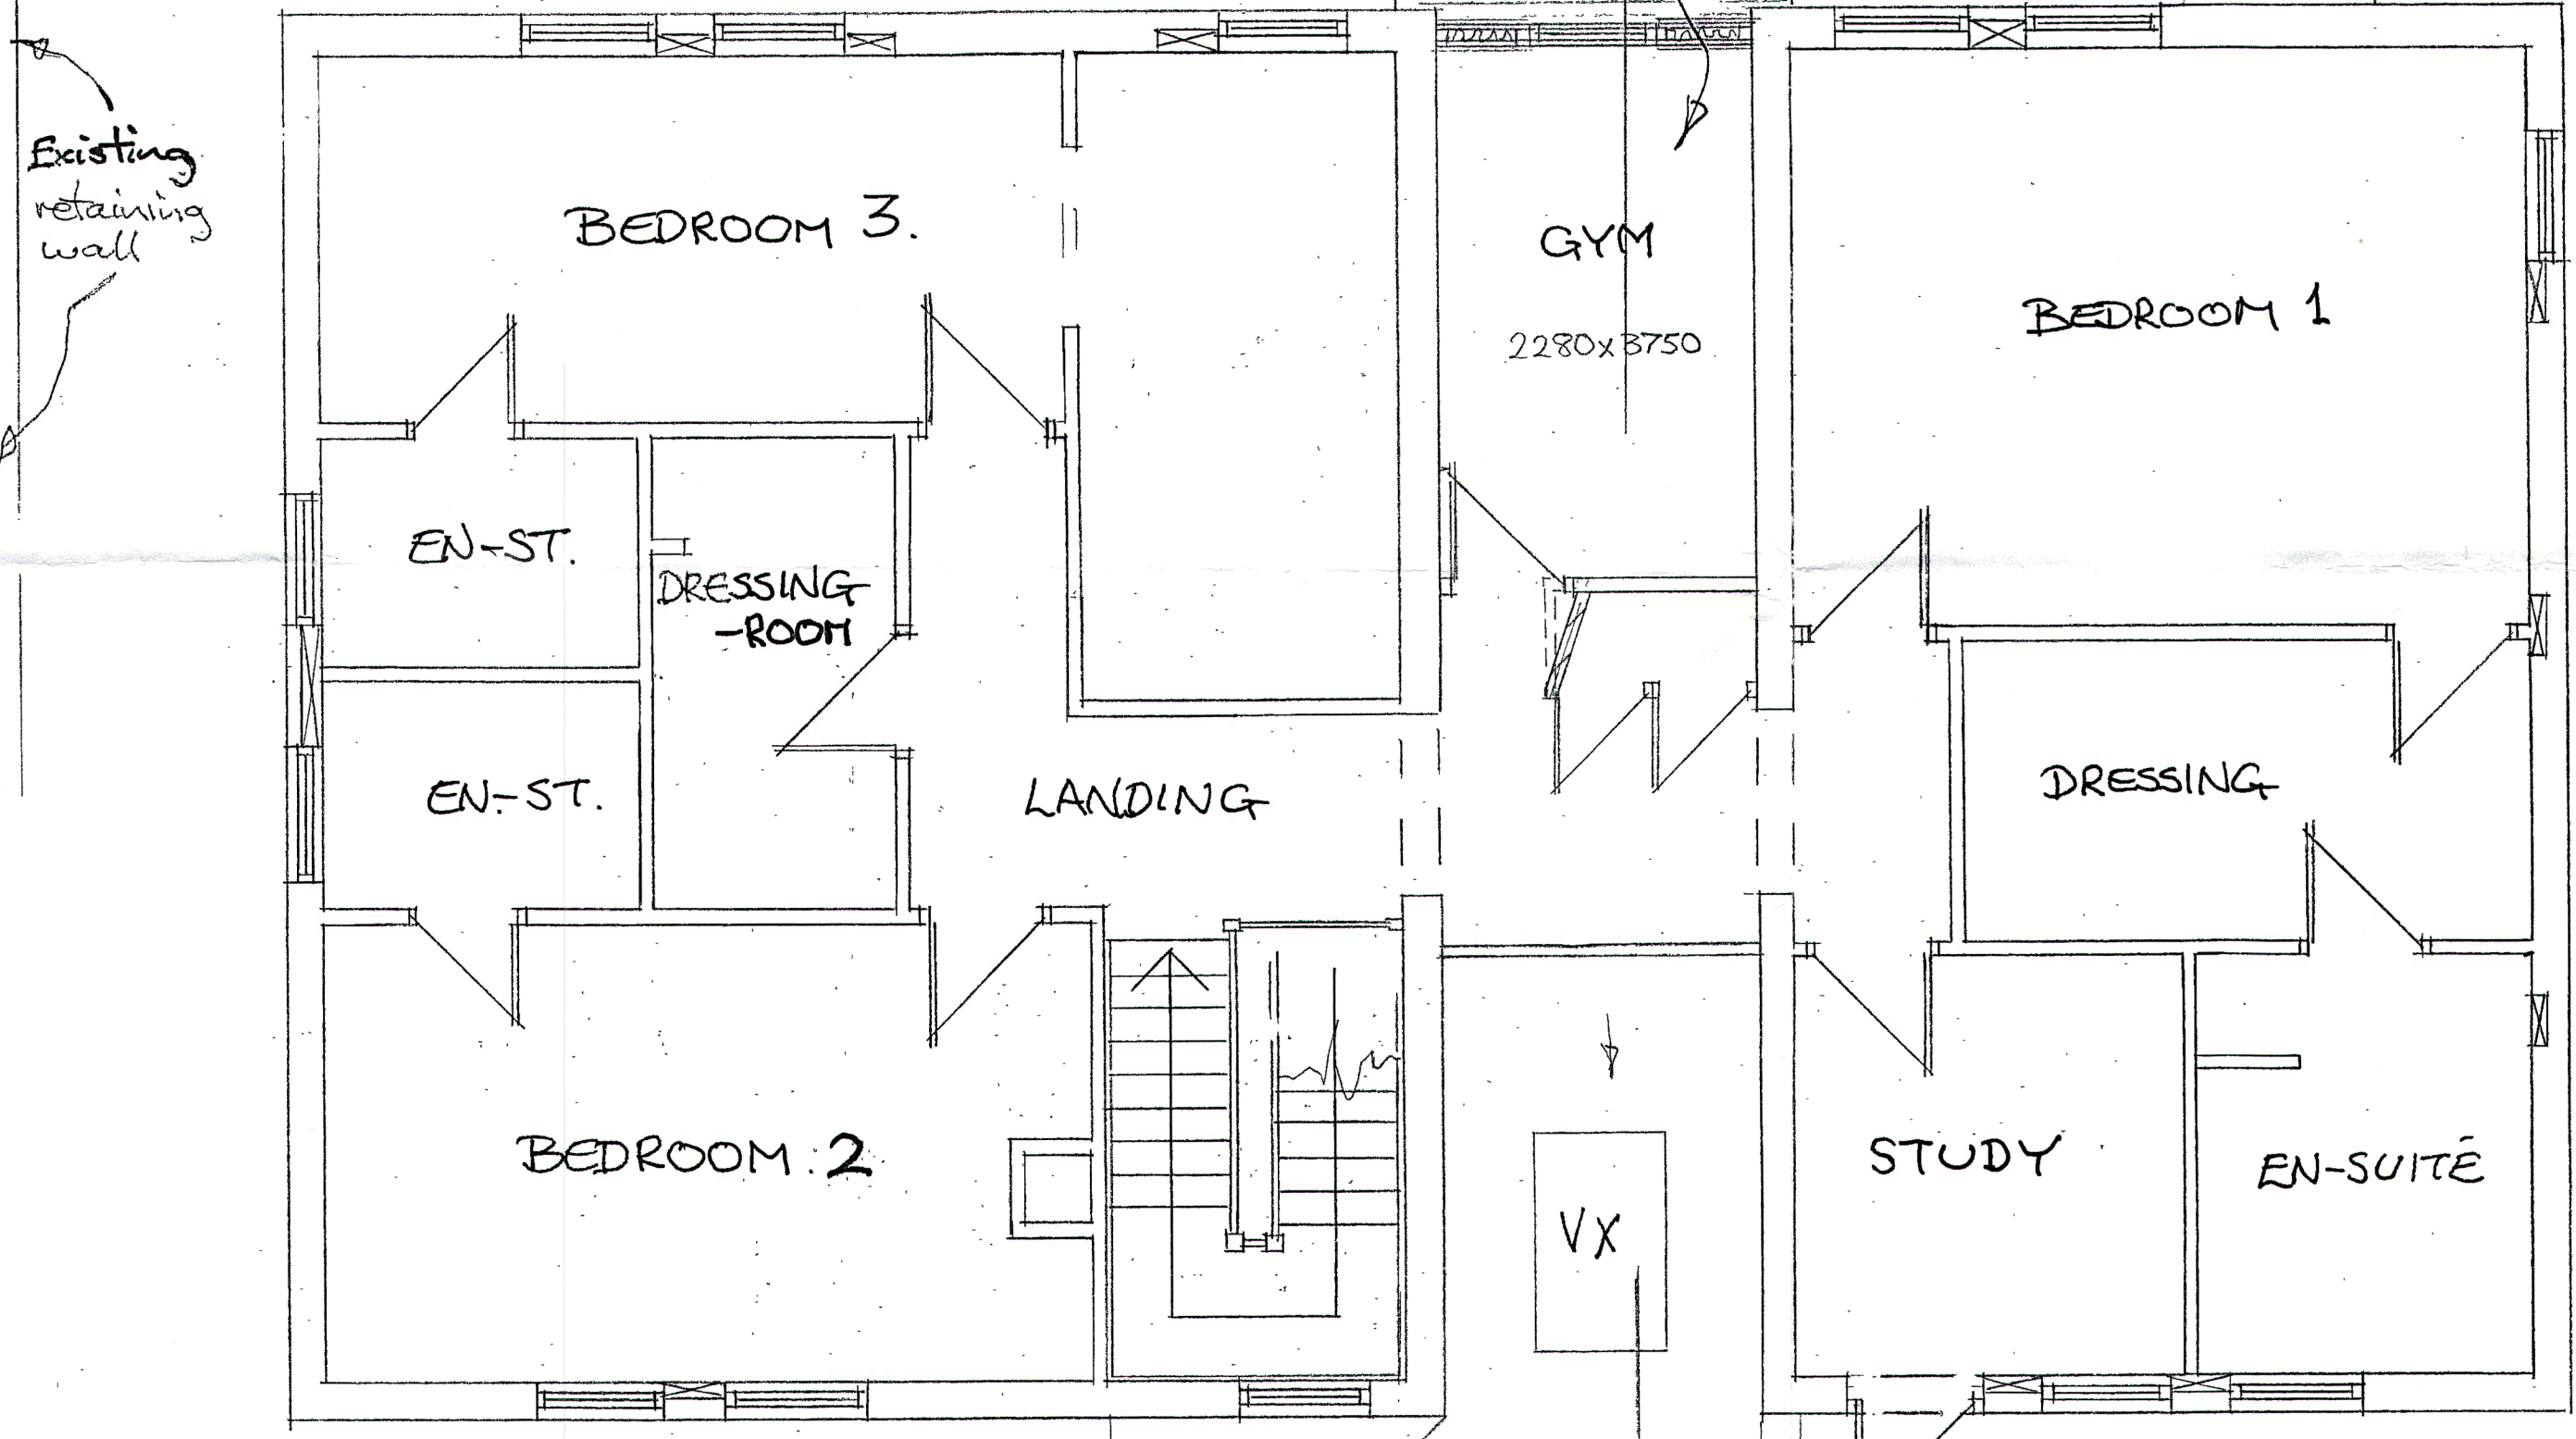 Existing
retaining
wall
BEDROOM 3.
GYM
2280x3750
BEDROOM 1
EN-ST.
DRESSING
-ROOM
EN-ST.
LANDING
DRESSING
BEDROOM.2
VX
STUDY
EN-SUITE